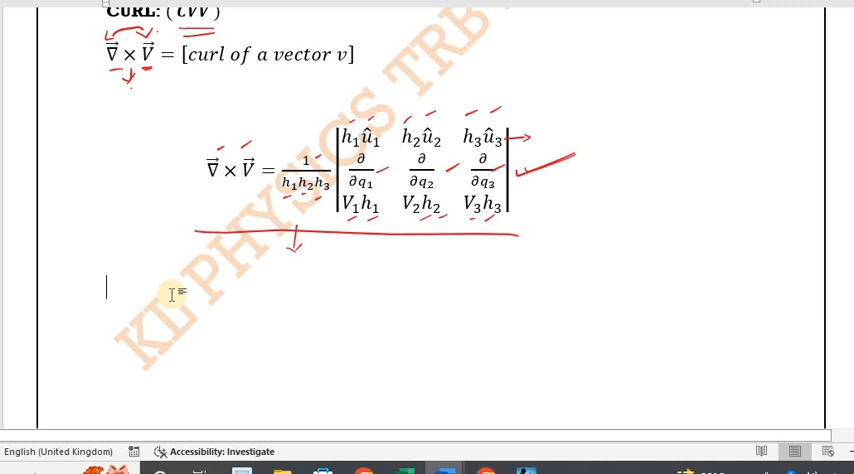 CURL: ( CVV )
∇⃗ × V⃗ = [curl of a vector v]
∇⃗ × V⃗ = 1/(h₁h₂h₃) | h₁û₁ h₂û₂ h₃û₃ |
| ∂/∂q₁ ∂/∂q₂ ∂/∂q₃ |
| V₁h₁ V₂h₂ V₃h₃ |
KL PHYSICS TRB
English (United Kingdom) Accessibility: Investigate